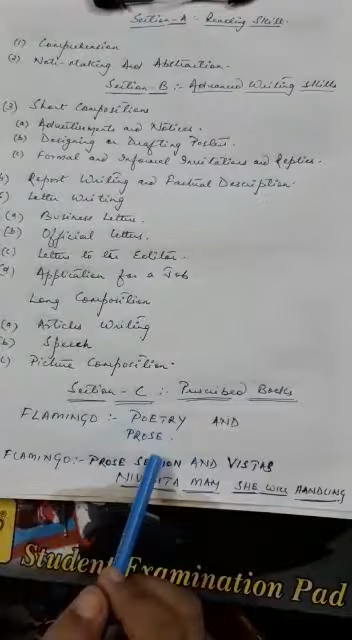 Section-A - Reading Skill.
(1) Comprehension
(2) Note-Making And Abstraction.
Section-B :- Advanced Writing Skills
(3) Short Compositions
(a) Advertisements and Notices.
(b) Designing or Drafting Posters.
(c) Formal and Informal Invitations and Replies.
) Report Writing and Factual Description.
) Letter Writing
(a) Business Letters.
(b) Official Letters.
(c) Letters to the Editor.
(d) Application for a Job
Long Composition
(a) Articles Writing
(b) Speech
(c) Picture Composition.
Section - C :- Prescribed Books
FLAMINGO :- POETRY AND
PROSE.
FLAMINGO :- PROSE SECTION AND VISTAS
MAM SHE WILL HANDLING
Student Examination Pad